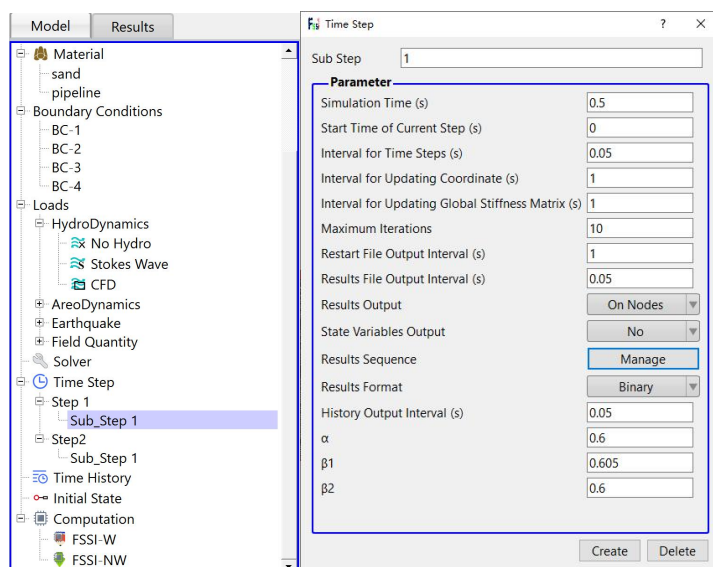 Model
Results
Material
sand
pipeline
Boundary Conditions
BC-1
BC-2
BC-3
BC-4
Loads
HydroDynamics
No Hydro
Stokes Wave
CFD
AreoDynamics
Earthquake
Field Quantity
Solver
Time Step
Step 1
Sub_Step 1
Step2
Sub_Step 1
Time History
Initial State
Computation
FSSI-W
FSSI-NW
Time Step ? ×
Sub Step 1
Parameter
Simulation Time (s) 0.5
Start Time of Current Step (s) 0
Interval for Time Steps (s) 0.05
Interval for Updating Coordinate (s) 1
Interval for Updating Global Stiffness Matrix (s) 1
Maximum Iterations 10
Restart File Output Interval (s) 1
Results File Output Interval (s) 0.05
Results Output On Nodes
State Variables Output No
Results Sequence Manage
Results Format Binary
History Output Interval (s) 0.05
α 0.6
β1 0.605
β2 0.6
Create Delete